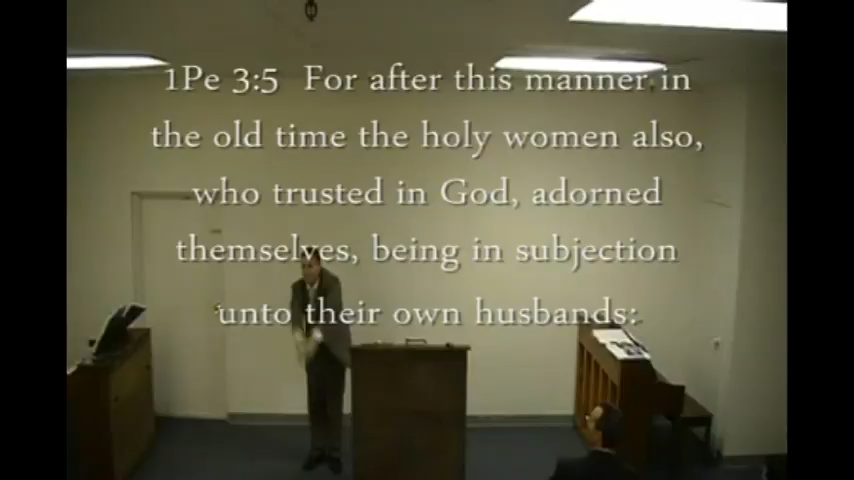 1Pe 3:5 For after this manner in
the old time the holy women also,
who trusted in God, adorned
themselves, being in subjection
unto their own husbands: